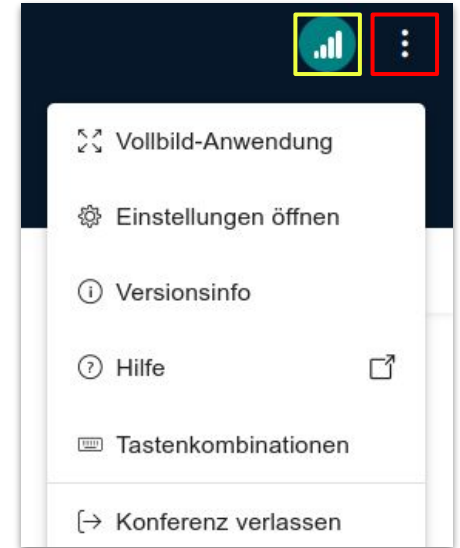 Vollbild-Anwendung
Einstellungen öffnen
Versionsinfo
Hilfe
Tastenkombinationen
Konferenz verlassen